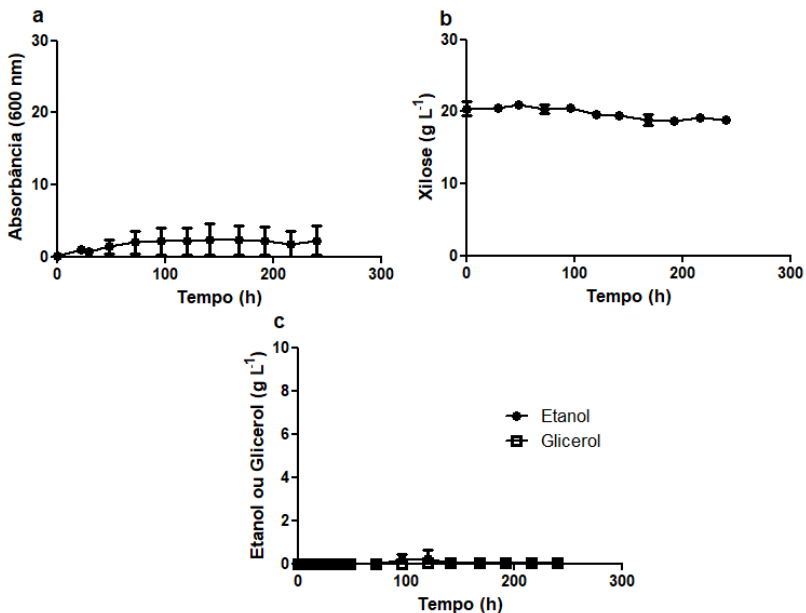 a
30
20
10
0
Absorbância (600 nm)
0 100 200 300
Tempo (h)
b
30
20
10
0
Xilose (g L⁻¹)
0 100 200 300
Tempo (h)
c
10
8
6
4
2
0
Etanol ou Glicerol (g L⁻¹)
Etanol
Glicerol
0 100 200 300
Tempo (h)